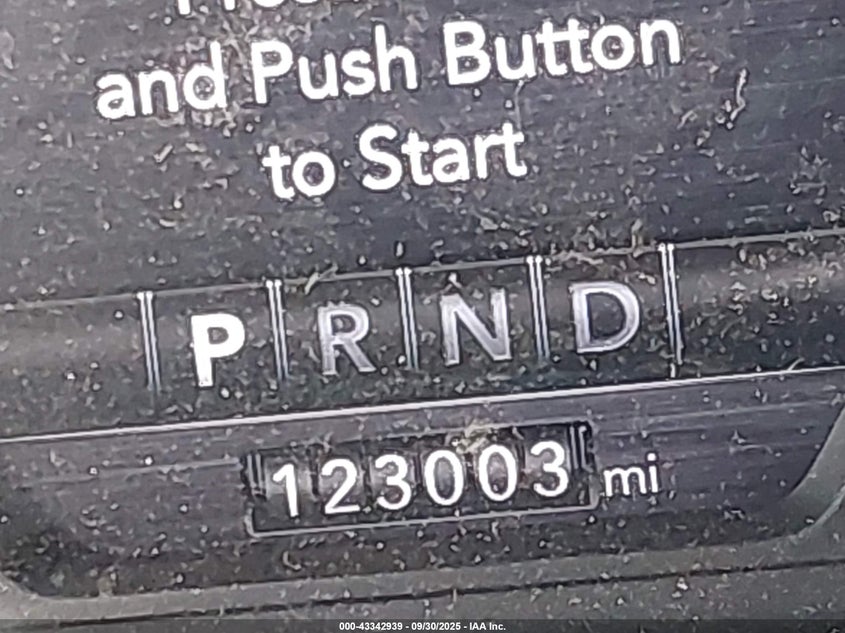 and Push Button
to Start
P R N D
123003 mi
000-43342939 - 09/30/2025 - IAA Inc.